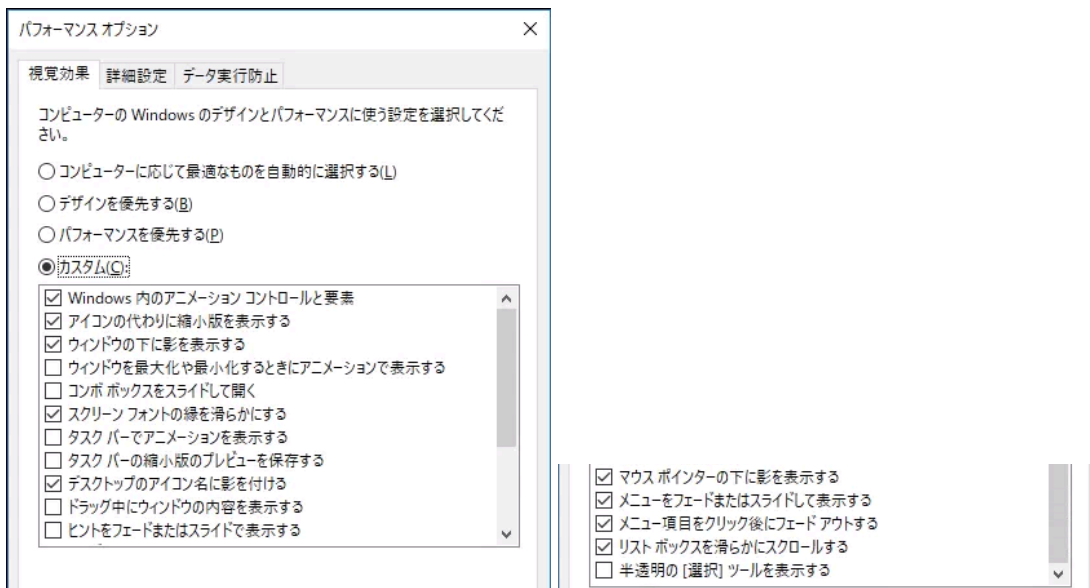 パフォーマンス オプション
視覚効果 詳細設定 データ実行防止
コンピューターの Windows のデザインとパフォーマンスに使う設定を選択してくだ
さい。
コンピューターに応じて最適なものを自動的に選択する(L)
デザインを優先する(B)
パフォーマンスを優先する(P)
カスタム(C):
Windows 内のアニメーション コントロールと要素
アイコンの代わりに縮小版を表示する
ウィンドウの下に影を表示する
ウィンドウを最大化や最小化するときにアニメーションで表示する
コンボ ボックスをスライドして開く
スクリーン フォントの縁を滑らかにする
タスク バーでアニメーションを表示する
タスク バーの縮小版のプレビューを保存する
デスクトップのアイコン名に影を付ける
ドラッグ中にウィンドウの内容を表示する
ヒントをフェードまたはスライドで表示する
マウス ポインターの下に影を表示する
メニューをフェードまたはスライドして表示する
メニュー項目をクリック後にフェード アウトする
リスト ボックスを滑らかにスクロールする
半透明の [選択] ツールを表示する